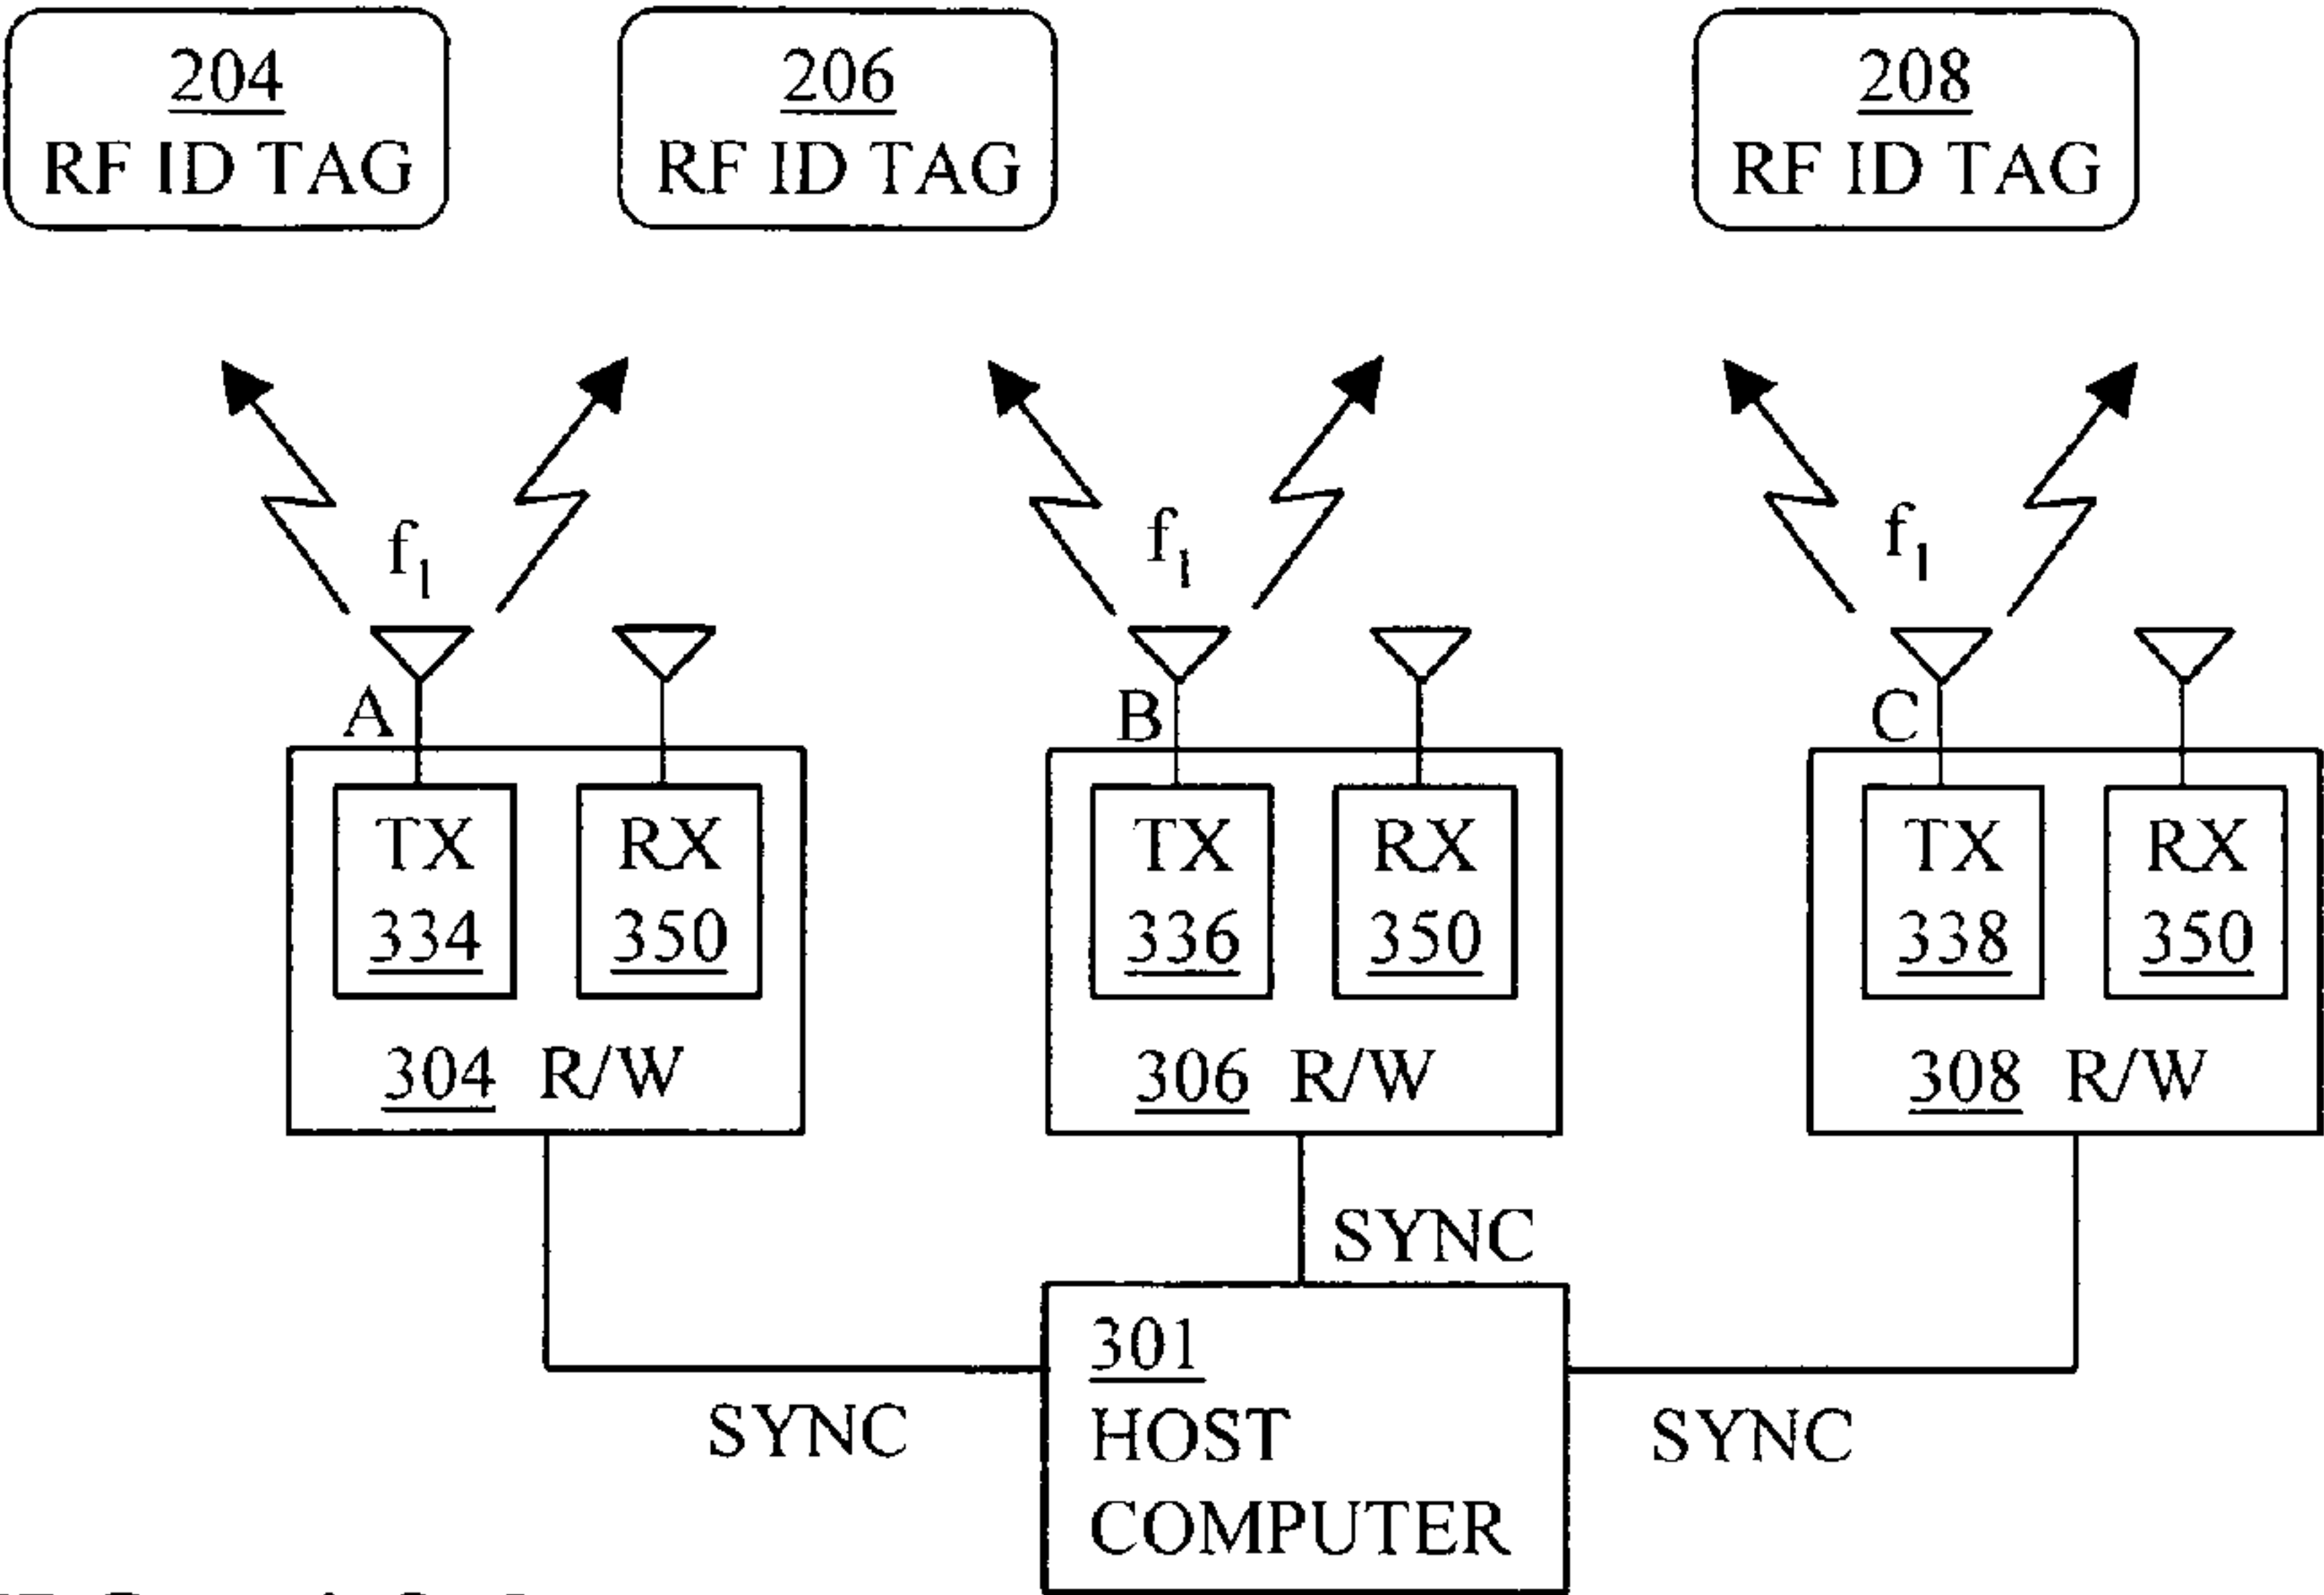 204
RF ID TAG
206
RF ID TAG
208
RF ID TAG
f1
f1
f1
A
B
C
TX
334
RX
350
304 R/W
TX
336
RX
350
306 R/W
TX
338
RX
350
308 R/W
SYNC
SYNC
SYNC
301
HOST
COMPUTER